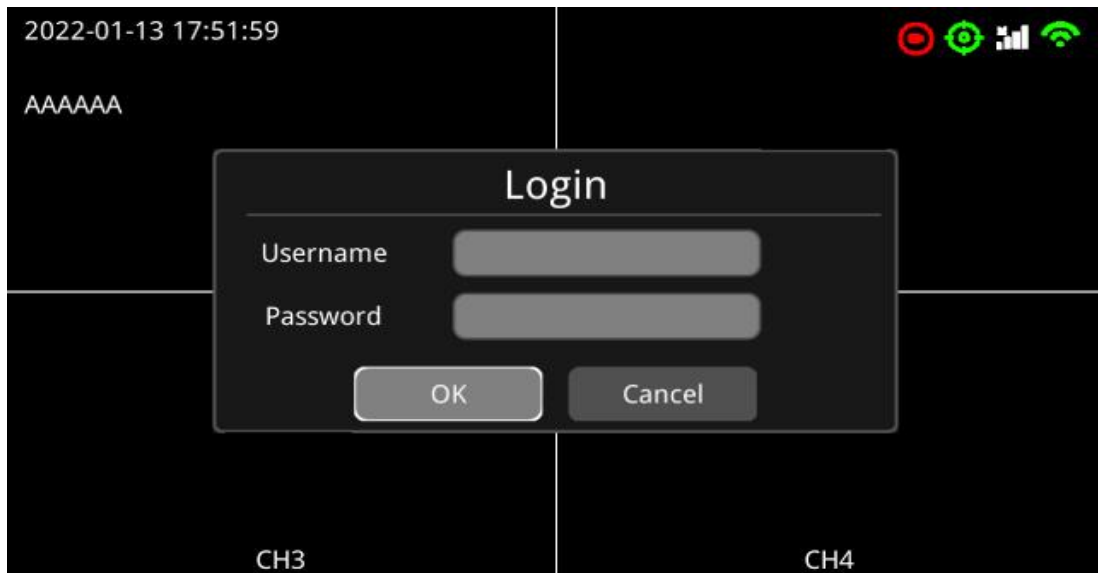 2022-01-13 17:51:59
AAAAAA
Login
Username
Password
OK Cancel
CH3 CH4